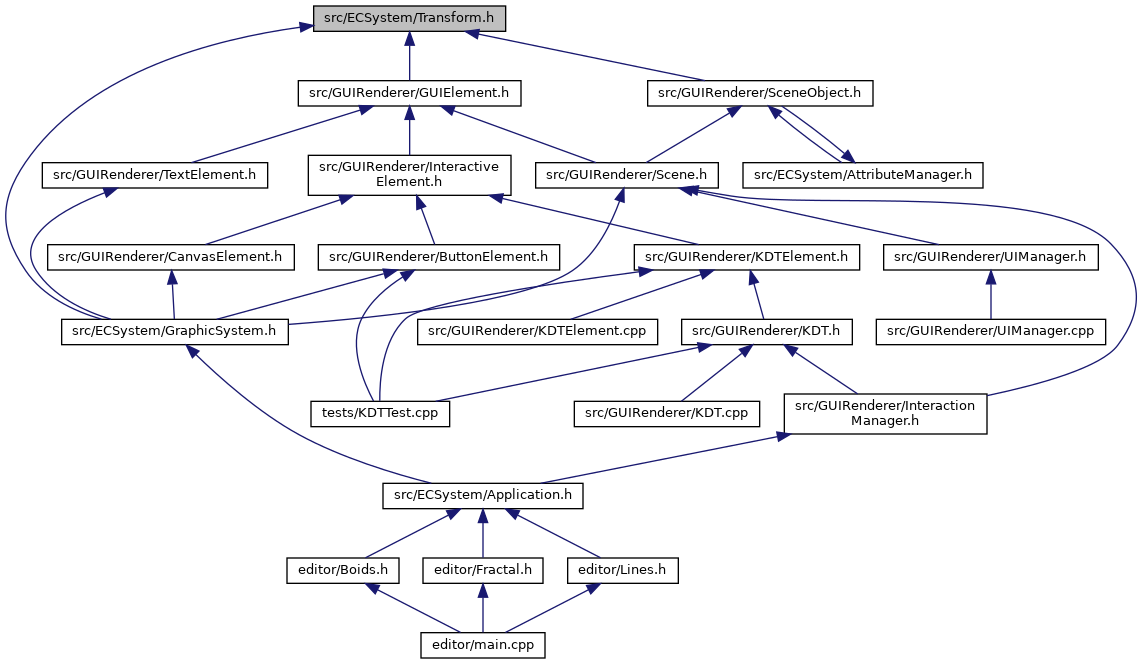 src/ECSystem/Transform.h
src/GUIRenderer/GUIElement.h
src/GUIRenderer/SceneObject.h
src/GUIRenderer/TextElement.h
src/GUIRenderer/Interactive
Element.h
src/GUIRenderer/Scene.h
src/ECSystem/AttributeManager.h
src/GUIRenderer/CanvasElement.h
src/GUIRenderer/ButtonElement.h
src/GUIRenderer/KDTElement.h
src/GUIRenderer/UIManager.h
src/ECSystem/GraphicSystem.h
src/GUIRenderer/KDTElement.cpp
src/GUIRenderer/KDT.h
src/GUIRenderer/UIManager.cpp
tests/KDTTest.cpp
src/GUIRenderer/KDT.cpp
src/GUIRenderer/Interaction
Manager.h
src/ECSystem/Application.h
editor/Boids.h
editor/Fractal.h
editor/Lines.h
editor/main.cpp